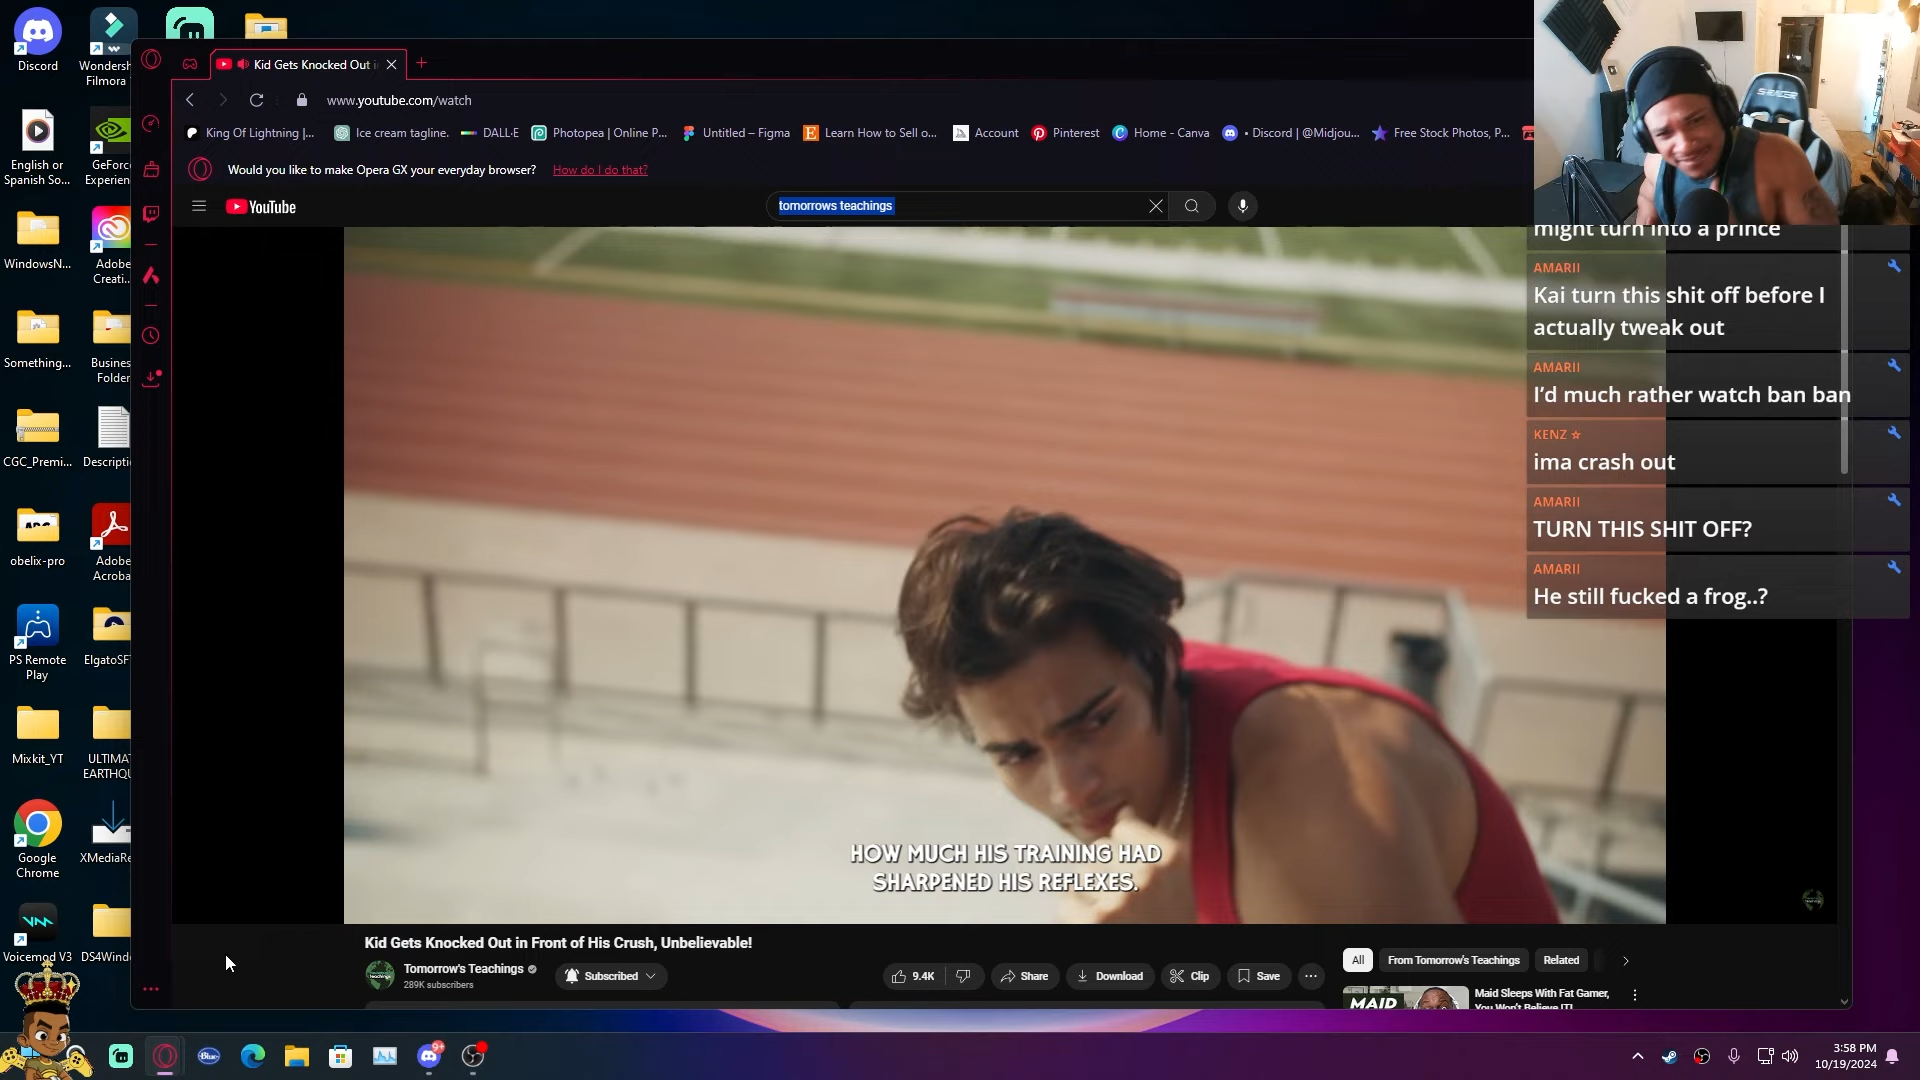 Discord
Wondersh...
Filmora
English or
Spanish So...
GeForce
Experien
WindowsN...
Adobe
Creati...
Something...
Busines
Folder
CGC_Premi...
Descripti
obelix-pro
Adobe
Acroba
PS Remote
Play
ElgatoSF
Mixkit_YT
ULTIMAT
EARTHQU
Google
Chrome
XMediaRe
Voicemod V3
DS4Windo
Kid Gets Knocked Out i
www.youtube.com/watch
King Of Lightning |...
Ice cream tagline.
DALL·E
Photopea | Online P...
Untitled – Figma
Learn How to Sell o...
Account
Pinterest
Home - Canva
• Discord | @Midjou...
Free Stock Photos, P...
Would you like to make Opera GX your everyday browser? How do I do that?
YouTube
tomorrows teachings
might turn into a prince
AMARII
Kai turn this shit off before I
actually tweak out
AMARII
I'd much rather watch ban ban
KENZ ☆
ima crash out
AMARII
TURN THIS SHIT OFF?
AMARII
He still fucked a frog..?
HOW MUCH HIS TRAINING HAD
SHARPENED HIS REFLEXES.
Kid Gets Knocked Out in Front of His Crush, Unbelievable!
Tomorrow's Teachings
289K subscribers
Subscribed
9.4K
Share
Download
Clip
Save
All
From Tomorrow's Teachings
Related
MAID
Maid Sleeps With Fat Gamer,
You Won't Believe IT!
Blue
9+
3:58 PM
10/19/2024